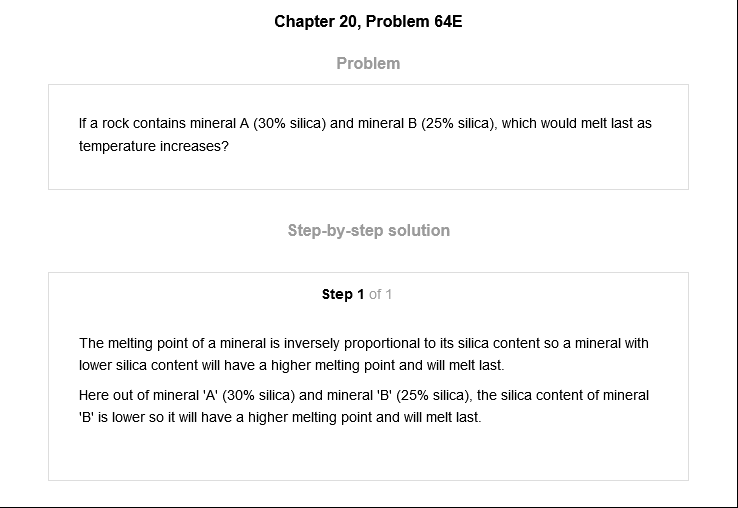 Chapter 20, Problem 64E
Problem
If a rock contains mineral A (30% silica) and mineral B (25% silica), which would melt last as
temperature increases?
Step-by-step solution
Step 1 of 1
The melting point of a mineral is inversely proportional to its silica content so a mineral with
lower silica content will have a higher melting point and will melt last.
Here out of mineral 'A' (30% silica) and mineral 'B' (25% silica), the silica content of mineral
'B' is lower so it will have a higher melting point and will melt last.